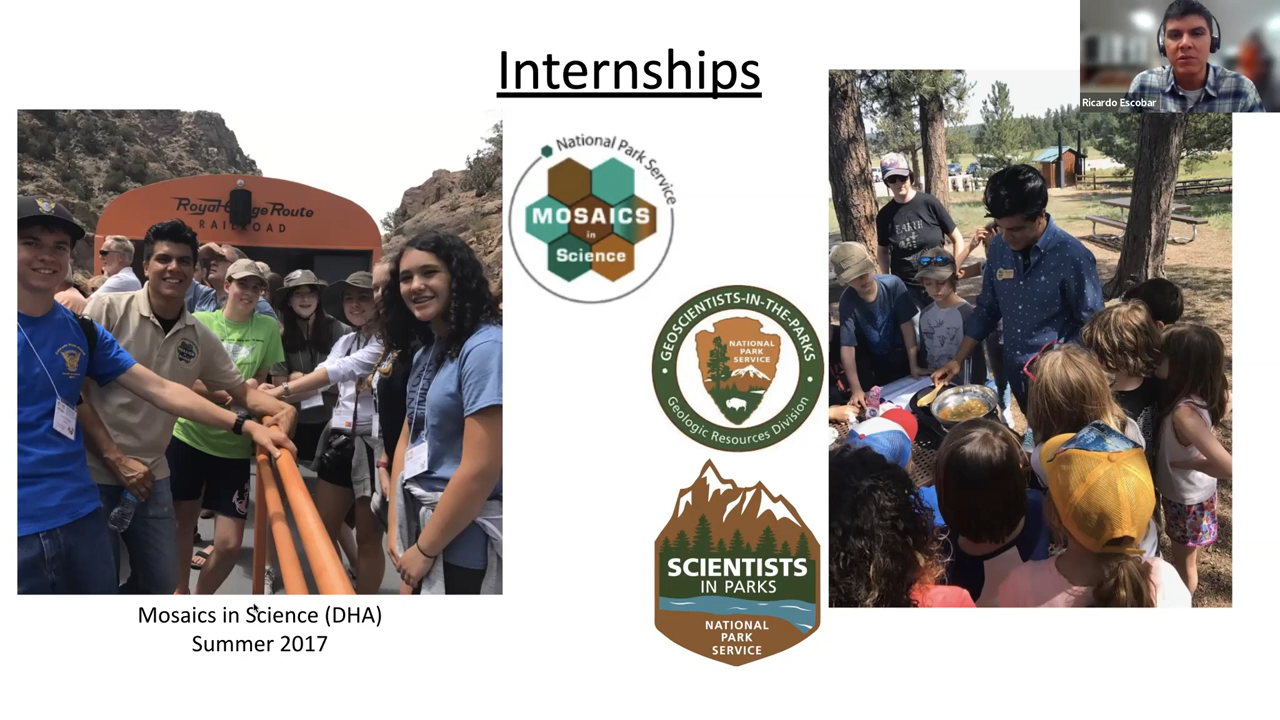 Internships
Ricardo Escobar
Royal Gorge Route
RAILROAD
National Park Service
MOSAICS
in
Science
EARTH
GEOSCIENTISTS-IN-THE-PARKS
NATIONAL
PARK
SERVICE
Geologic Resources Division
SCIENTISTS
IN PARKS
NATIONAL
PARK
SERVICE
Mosaics in Science (DHA)
Summer 2017